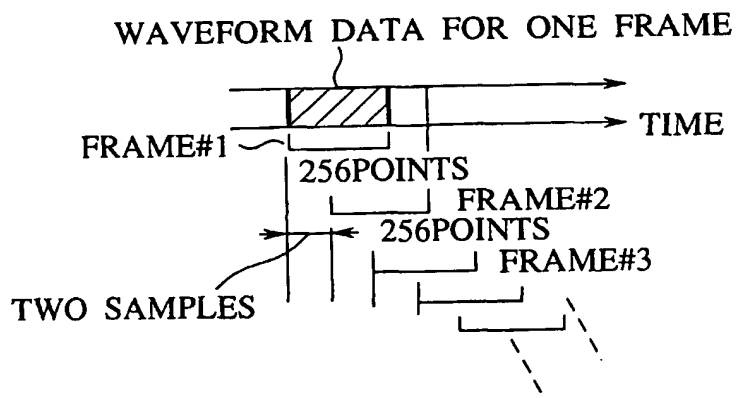 WAVEFORM DATA FOR ONE FRAME
TIME
FRAME#1
256POINTS
FRAME#2
256POINTS
FRAME#3
TWO SAMPLES